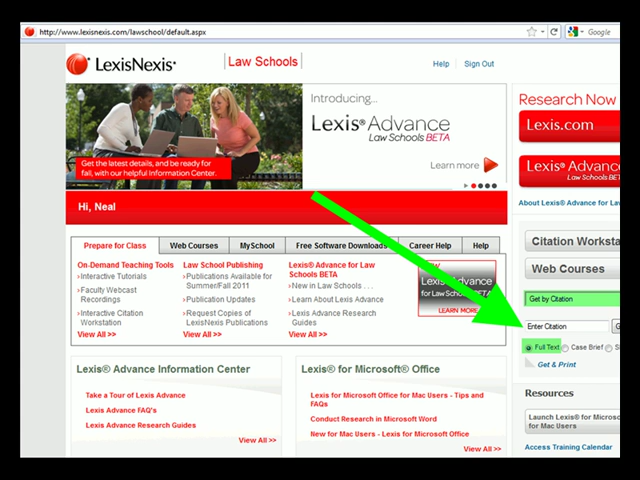 http://www.lexisnexis.com/lawschool/default.aspx
Google
LexisNexis®
Law Schools
Help
Sign Out
Introducing...
Lexis® Advance
Law Schools BETA
Learn more
Get the latest details, and be ready for
fall, with our helpful Information Center.
Research Now
Lexis.com
Lexis® Advance
Law Schools BETA
About Lexis® Advance for Law
Hi, Neal
Prepare for Class
Web Courses
MySchool
Free Software Downloads
Career Help
Help
On-Demand Teaching Tools
Interactive Tutorials
Faculty Webcast
Recordings
Interactive Citation
Workstation
View All >>
Law School Publishing
Publications Available for
Summer/Fall 2011
Publication Updates
Request Copies of
LexisNexis Publications
View All >>
Lexis® Advance for Law
Schools BETA
New in Law Schools . . .
Learn About Lexis Advance
Lexis Advance Research
Guides
View All >>
Lexis Advance
for Law Schools BETA
LEARN MORE
Citation Worksta
Web Courses
Get by Citation
Enter Citation
G
Full Text
Case Brief
Get & Print
Resources
Launch Lexis® for Microso
for Mac Users
Access Training Calendar
Lexis® Advance Information Center
Take a Tour of Lexis Advance
Lexis Advance FAQ's
Lexis Advance Research Guides
View All >>
Lexis® for Microsoft® Office
Lexis for Microsoft Office for Mac Users - Tips and
FAQs
Conduct Research in Microsoft Word
New for Mac Users - Lexis for Microsoft Office
View All >>